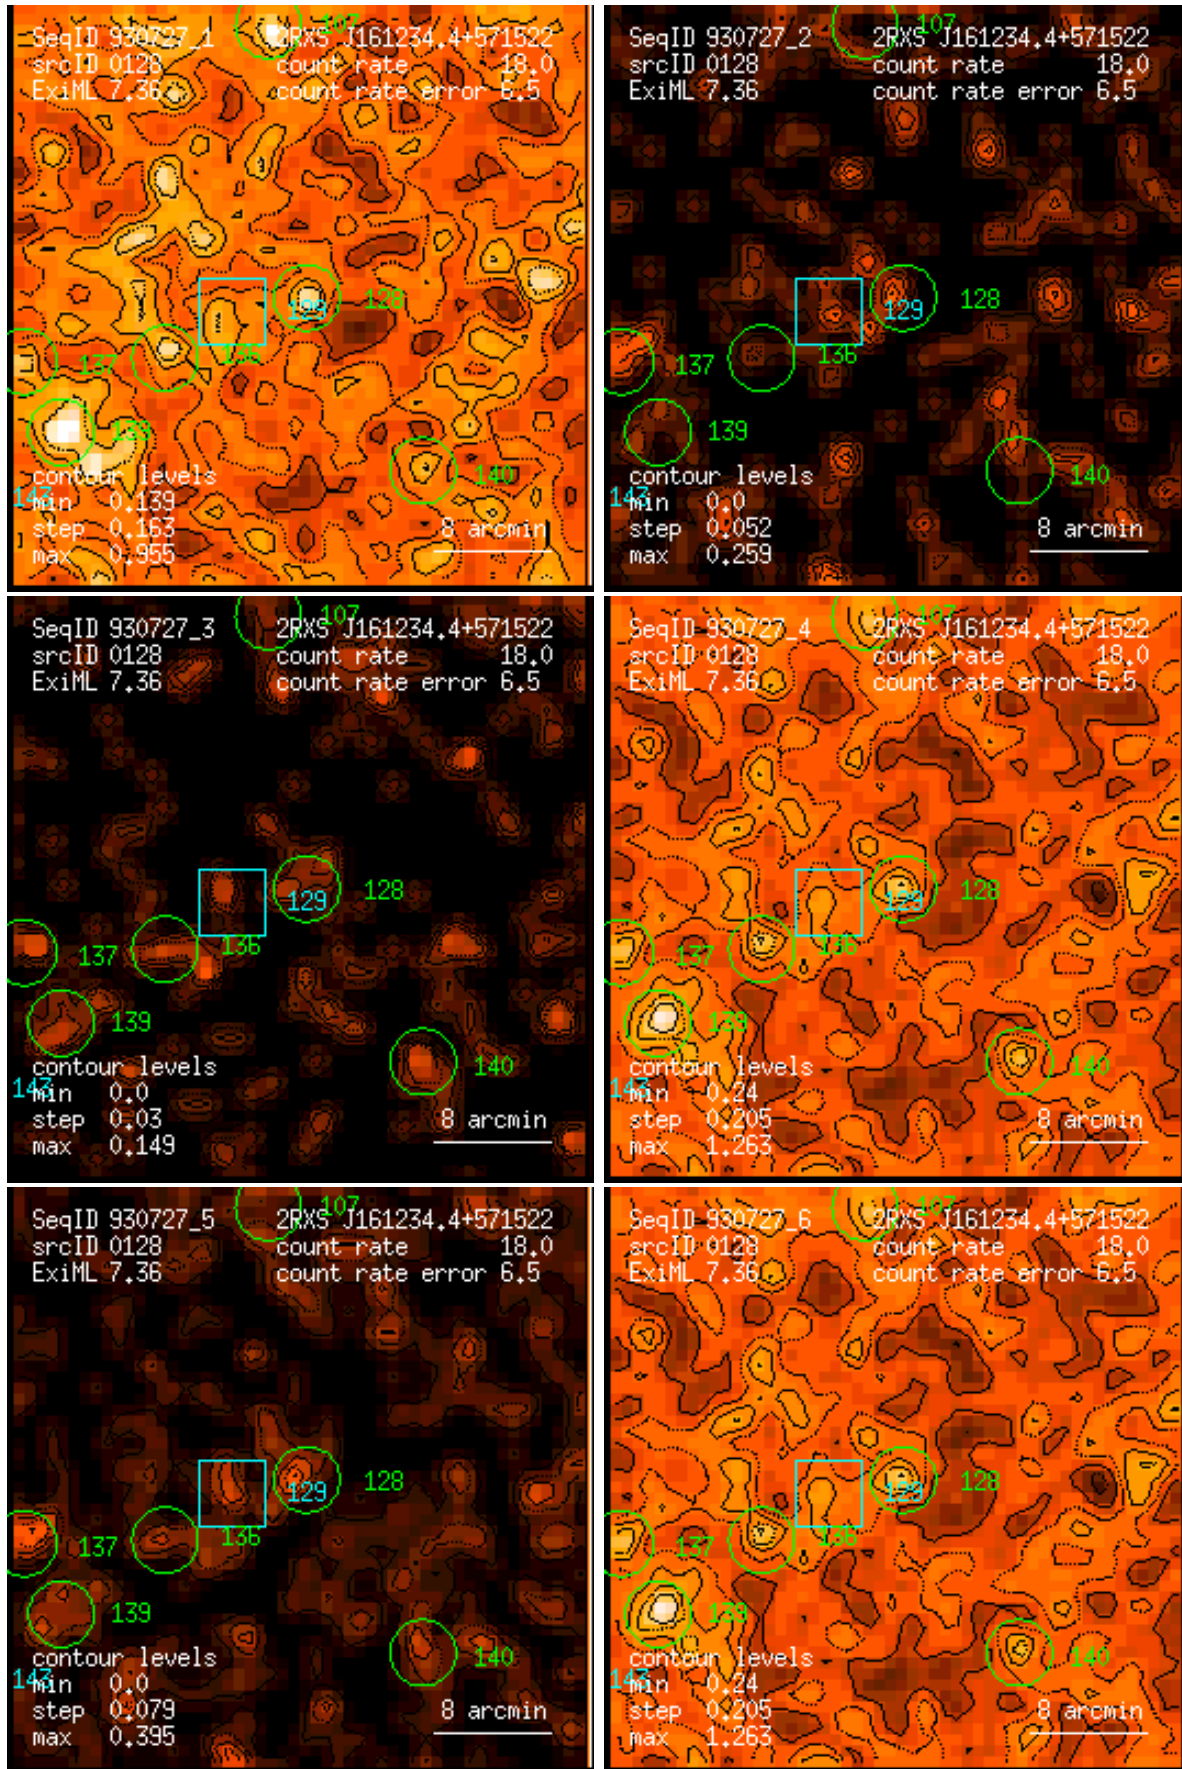 107
SeqID 930727_1 2RXS J161234.4+571522
srcID 0128 count rate 18.0
ExiML 7.36 count rate error 6.5
129 128
136
137
139
contour levels
140
143
min 0.139
step 0.163 8 arcmin
max 0.955
107
SeqID 930727_2 2RXS J161234.4+571522
srcID 0128 count rate 18.0
ExiML 7.36 count rate error 6.5
129 128
136
137
139
contour levels
140
143
min 0.0
step 0.052 8 arcmin
max 0.259
107
SeqID 930727_3 2RXS J161234.4+571522
srcID 0128 count rate 18.0
ExiML 7.36 count rate error 6.5
129 128
136
137
139
contour levels
140
143
min 0.0
step 0.03 8 arcmin
max 0.149
107
SeqID 930727_4 2RXS J161234.4+571522
srcID 0128 count rate 18.0
ExiML 7.36 count rate error 6.5
129 128
136
137
139
contour levels
140
143
min 0.24
step 0.205 8 arcmin
max 1.263
107
SeqID 930727_5 2RXS J161234.4+571522
srcID 0128 count rate 18.0
ExiML 7.36 count rate error 6.5
129 128
136
137
139
contour levels
140
143
min 0.0
step 0.079 8 arcmin
max 0.395
107
SeqID 930727_6 2RXS J161234.4+571522
srcID 0128 count rate 18.0
ExiML 7.36 count rate error 6.5
129 128
136
137
139
contour levels
140
143
min 0.24
step 0.205 8 arcmin
max 1.263